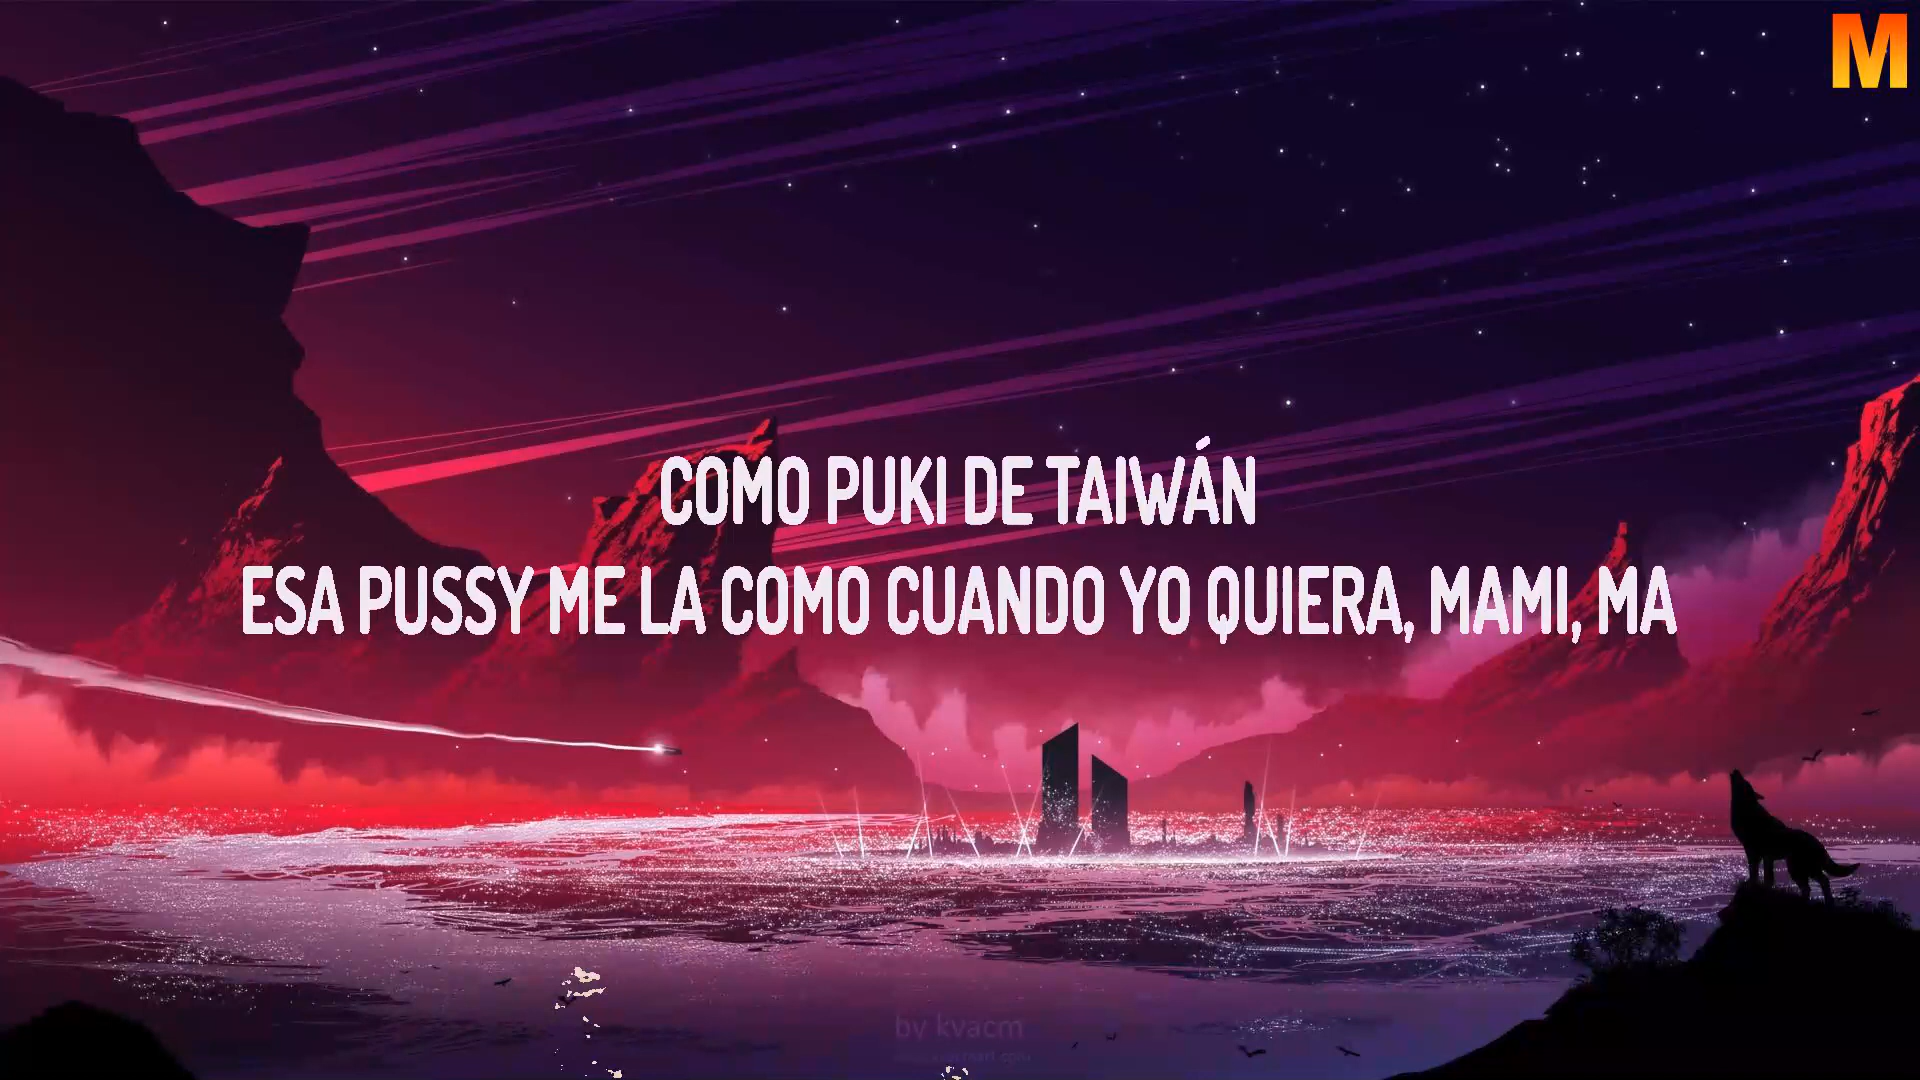 M
COMO PUKI DE TAIWÁN
ESA PUSSY ME LA COMO CUANDO YO QUIERA, MAMI, MA
by kvacm